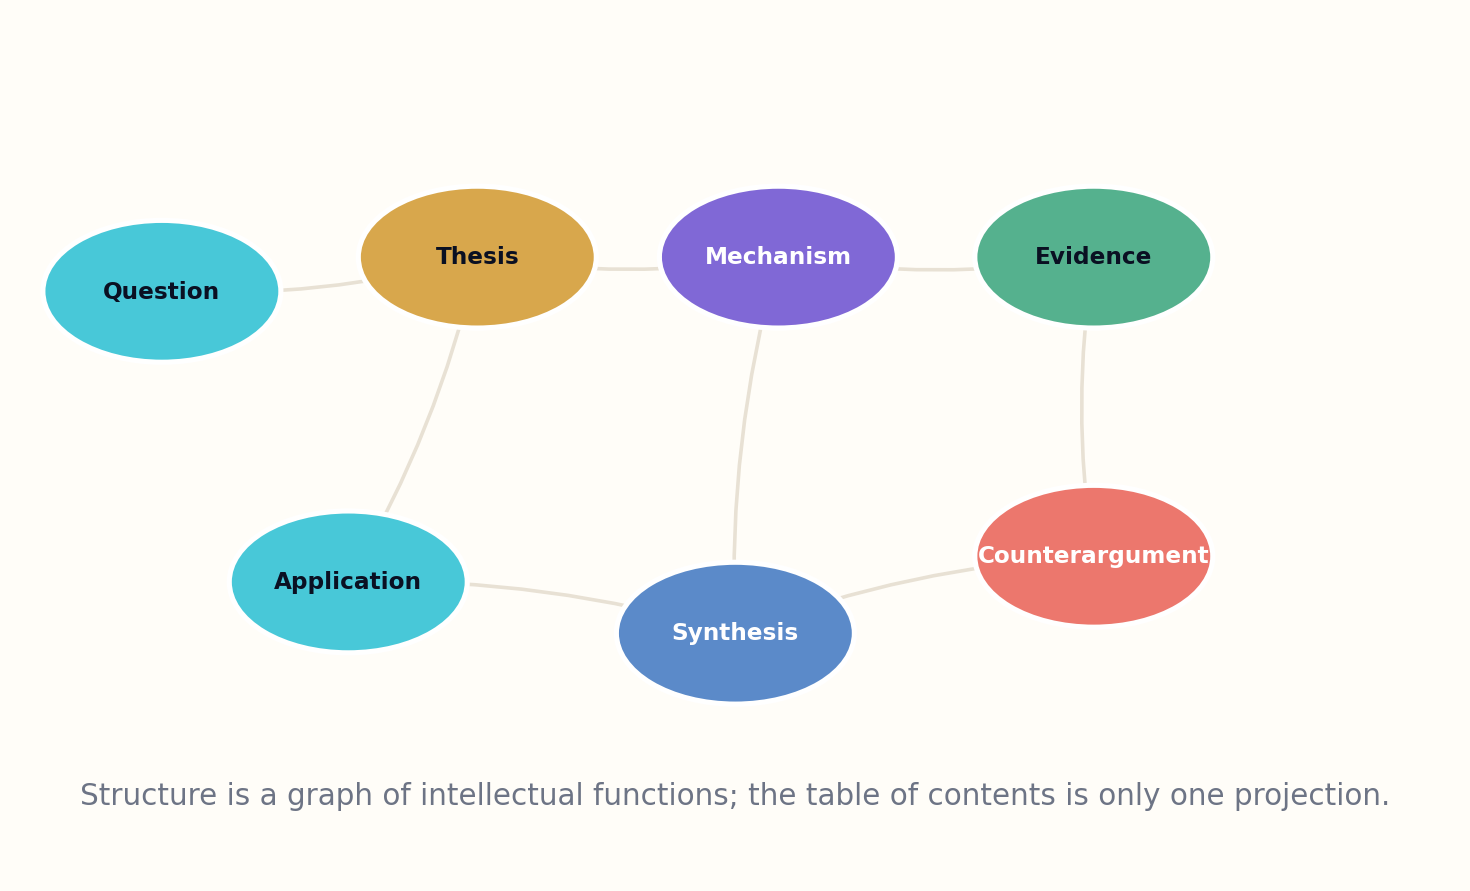 Question
Thesis
Mechanism
Evidence
Application
Synthesis
Counterargument
Structure is a graph of intellectual functions; the table of contents is only one projection.